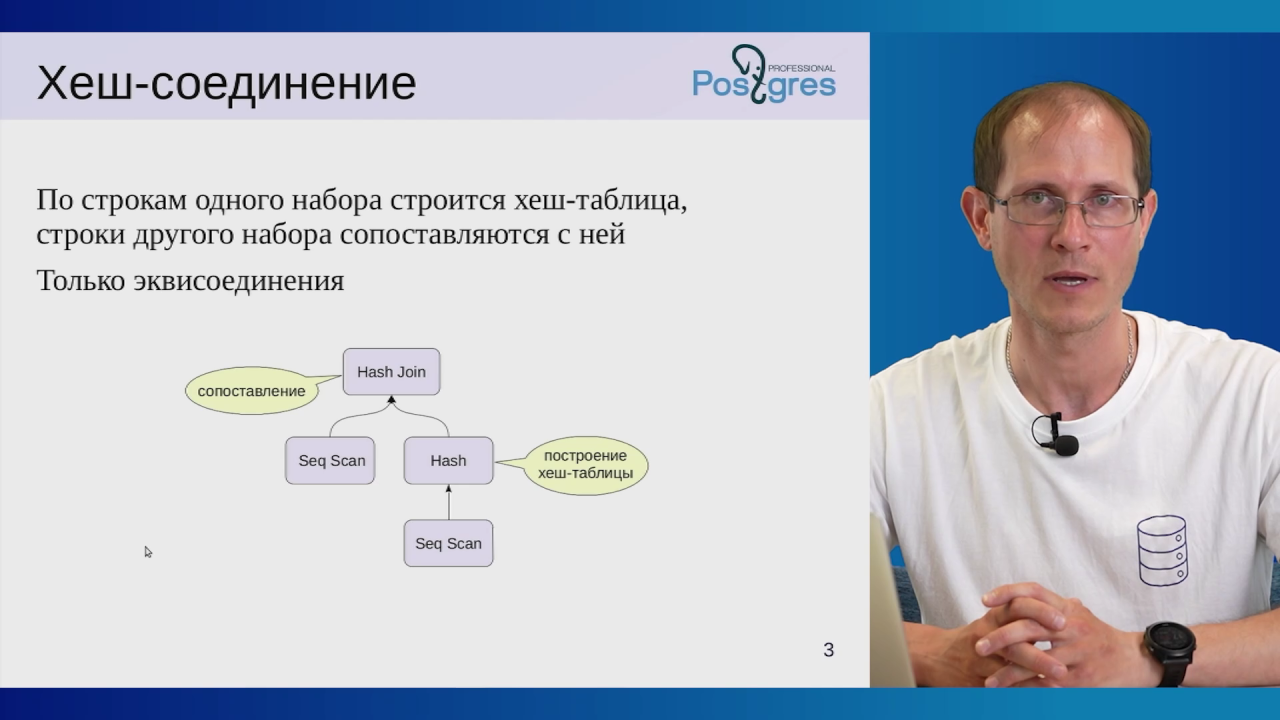 Хеш-соединение
PROFESSIONAL
Postgres
По строкам одного набора строится хеш-таблица,
строки другого набора сопоставляются с ней
Только эквисоединения
Hash Join
сопоставление
Seq Scan
Hash
построение
хеш-таблицы
Seq Scan
3